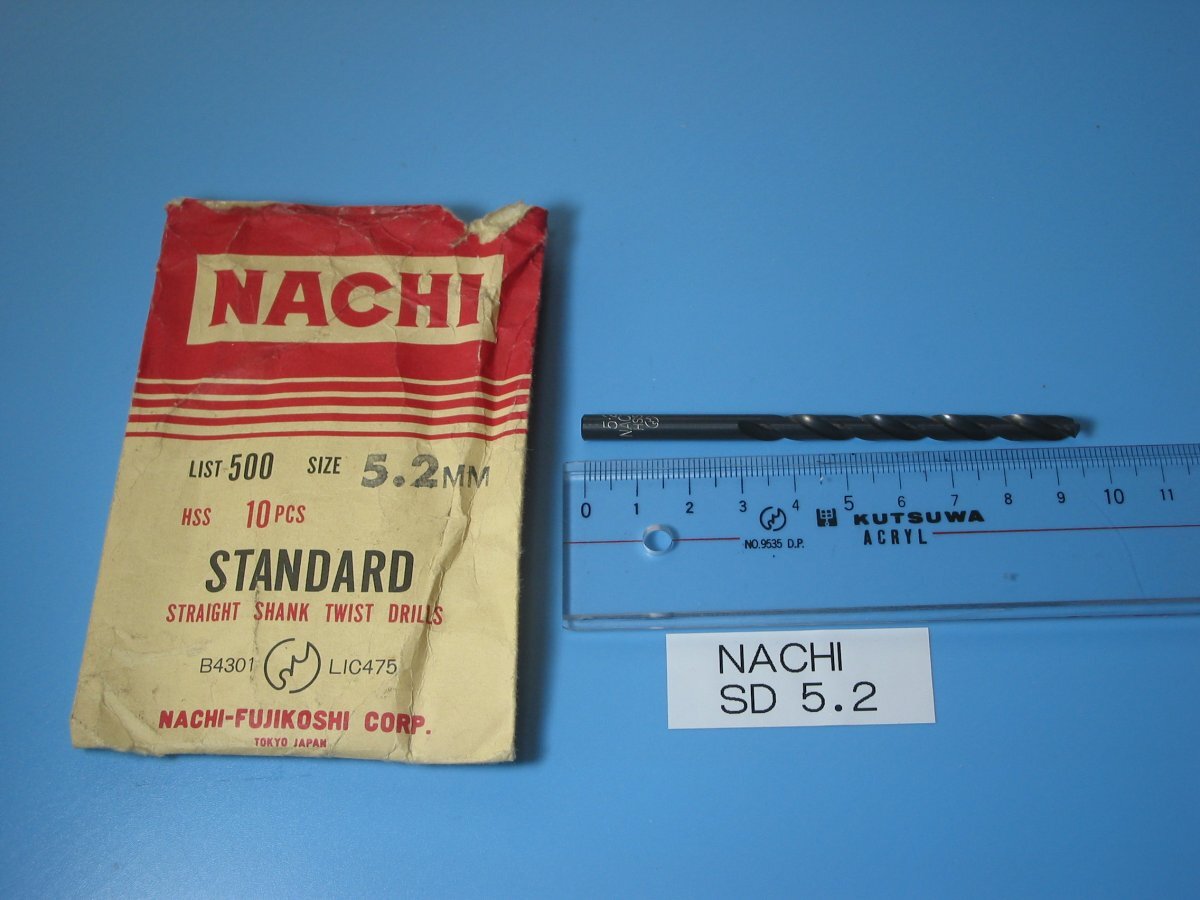 NACHI
LIST 500 SIZE 5.2MM
HSS 10 PCS
STANDARD
STRAIGHT SHANK TWIST DRILLS
B4301 LIC475
NACHI-FUJIKOSHI CORP.
TOKYO JAPAN
0 1 2 3 4 5 6 7 8 9 10 11
KUTSUWA
NO.9535 D.P. ACRYL
NACHI
SD 5.2